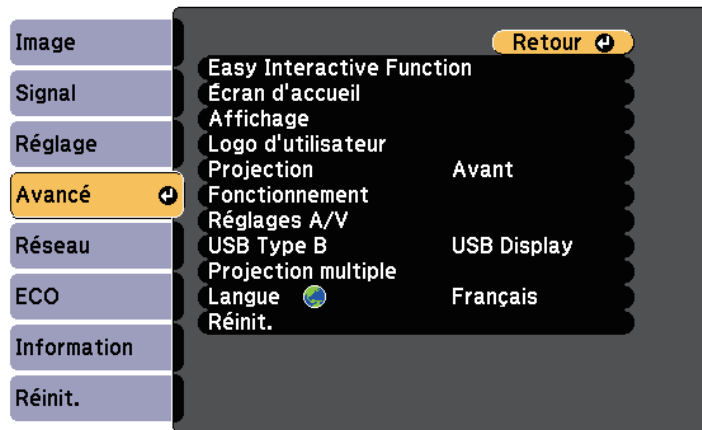 Image
Signal
Réglage
Avancé
Réseau
ECO
Information
Réinit.
Retour
Easy Interactive Function
Écran d'accueil
Affichage
Logo d'utilisateur
Projection Avant
Fonctionnement
Réglages A/V
USB Type B USB Display
Projection multiple
Langue Français
Réinit.